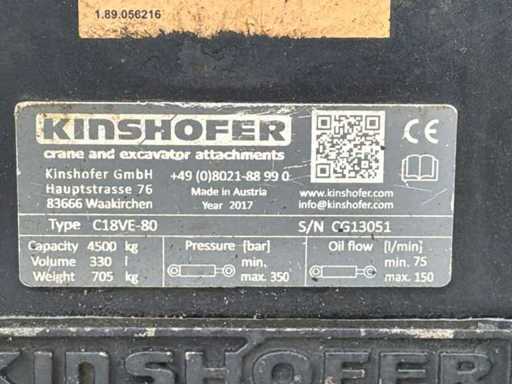 1.89.056216
KINSHOFER
crane and excavator attachments
Kinshofer GmbH +49 (0)8021-88 99 0
Hauptstrasse 76 Made in Austria www.kinshofer.com
83666 Waakirchen Year 2017 info@kinshofer.com
Type C18VE-80 S/N CG13051
Capacity 4500 kg Pressure [bar] Oil flow [l/min]
Volume 330 l min. min. 75
Weight 705 kg max. 350 max. 150
KINSHOFER